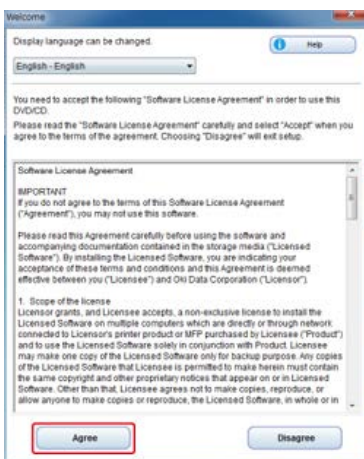 Welcome
Display language can be changed.
Help
English - English
You need to accept the following "Software License Agreement" in order to use this
DVD/CD.
Please read the "Software License Agreement" carefully and select "Accept" when you
agree to the terms of the agreement. Choosing "Disagree" will exit setup.
Software License Agreement
IMPORTANT
If you do not agree to the terms of this Software License Agreement
("Agreement"), you may not use this software.
Please read this Agreement carefully before using the software and
accompanying documentation contained in the storage media ("Licensed
Software"). By installing the Licensed Software, you are indicating your
acceptance of these terms and conditions and this Agreement is deemed
effective between you ("Licensee") and Oki Data Corporation ("Licensor").
1. Scope of the license
Licensor grants, and Licensee accepts, a non-exclusive license to install the
Licensed Software on multiple computers which are directly or through network
connected to Licensor's printer product or MFP purchased by Licensee ("Product")
and to use the Licensed Software solely in conjunction with Product. Licensee
may make one copy of the Licensed Software only for backup purpose. Any copies
of the Licensed Software that Licensee is permitted to make herein must contain
the same copyright and other proprietary notices that appear on or in Licensed
Software. Other than that, Licensee agrees not to make copies, reproduce, or
allow anyone to make copies or reproduce, the Licensed Software, in whole or in
Agree
Disagree